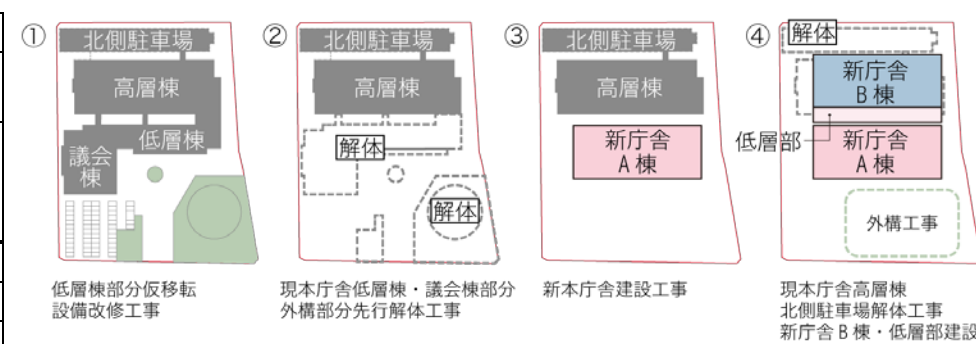 ①
北側駐車場
高層棟
低層棟
議会
棟
低層棟部分仮移転
設備改修工事
②
北側駐車場
高層棟
解体
解体
現本庁舎低層棟・議会棟部分
外構部分先行解体工事
③
北側駐車場
高層棟
新庁舎
A 棟
新本庁舎建設工事
④
解体
新庁舎
B 棟
低層部
新庁舎
A 棟
外構工事
現本庁舎高層棟
北側駐車場解体工事
新庁舎 B 棟・低層部建設